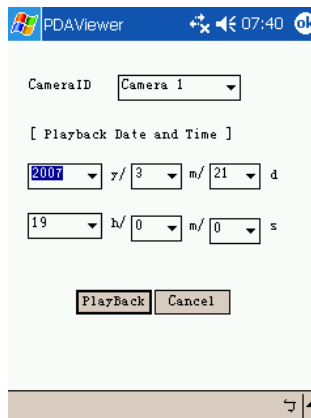 PDAViewer 07:40 ok
CameraID Camera 1
[ Playback Date and Time ]
2007 y/ 3 m/ 21 d
19 h/ 0 m/ 0 s
PlayBack Cancel